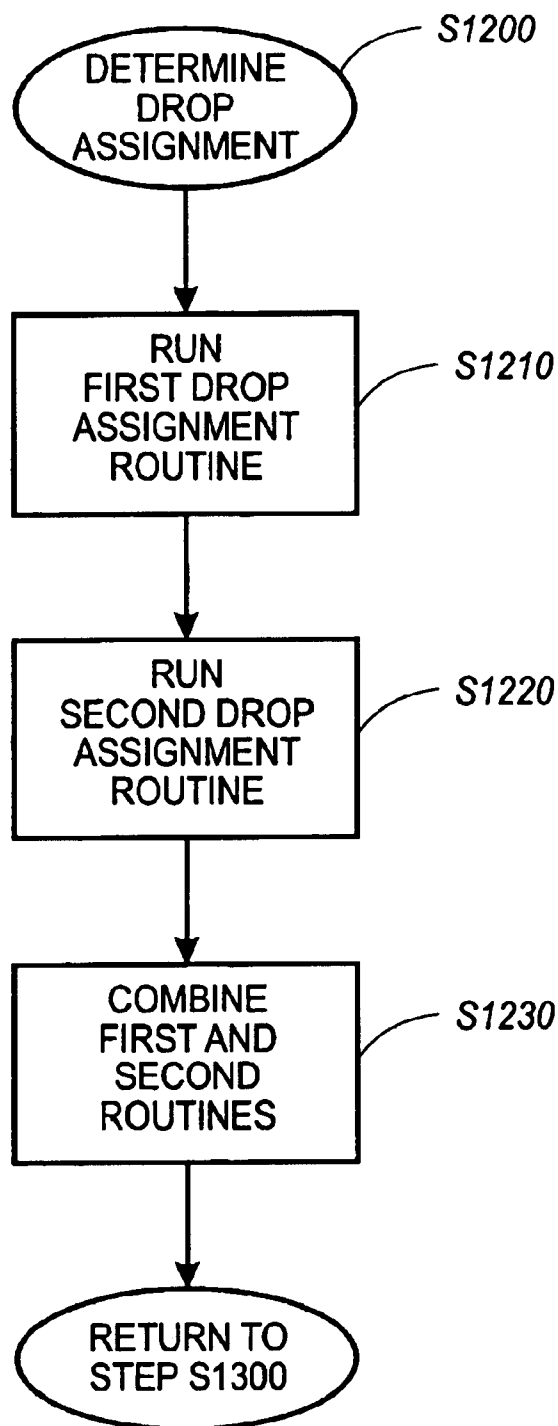 S1200
DETERMINE
DROP
ASSIGNMENT
RUN
FIRST DROP
ASSIGNMENT
ROUTINE
S1210
RUN
SECOND DROP
ASSIGNMENT
ROUTINE
S1220
COMBINE
FIRST AND
SECOND
ROUTINES
S1230
RETURN TO
STEP S1300